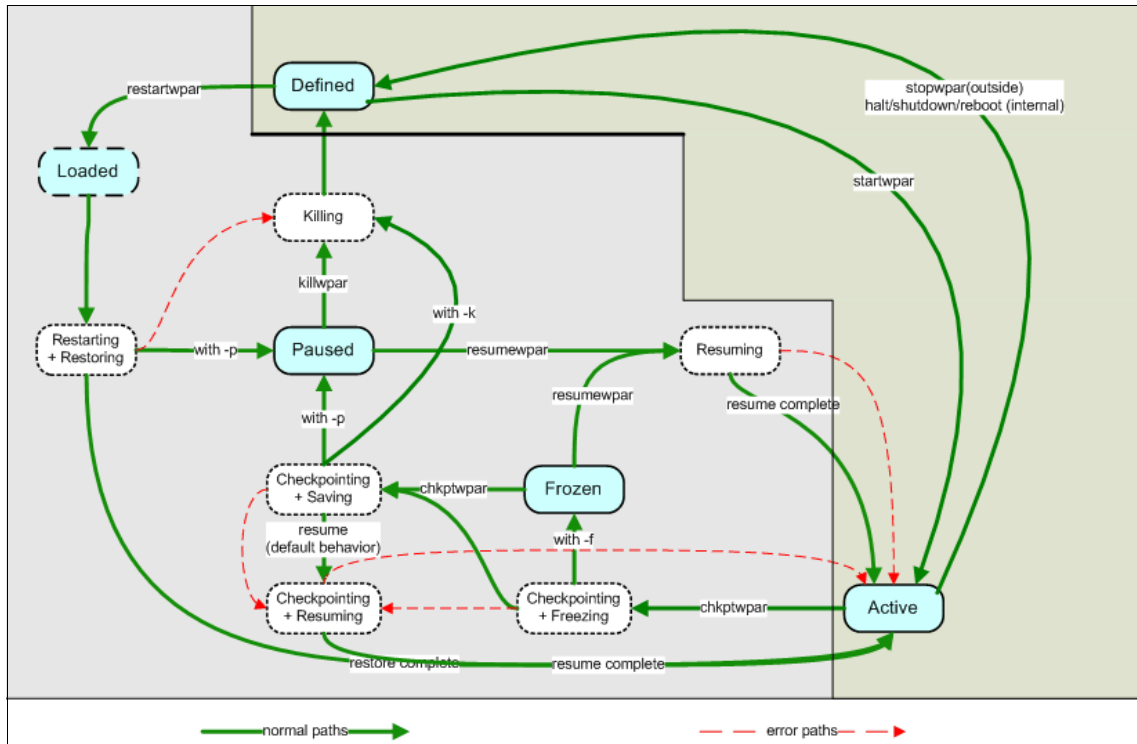 Defined
restartwpar
stopwpar(outside)
halt/shutdown/reboot (internal)
Loaded
startwpar
Killing
killwpar
with -k
Restarting
+ Restoring
with -p
Paused
resumewpar
Resuming
resumewpar
resume complete
with -p
Checkpointing
+ Saving
chkptwpar
Frozen
resume
(default behavior)
with -f
Checkpointing
+ Resuming
Checkpointing
+ Freezing
chkptwpar
Active
restore complete
resume complete
normal paths
error paths